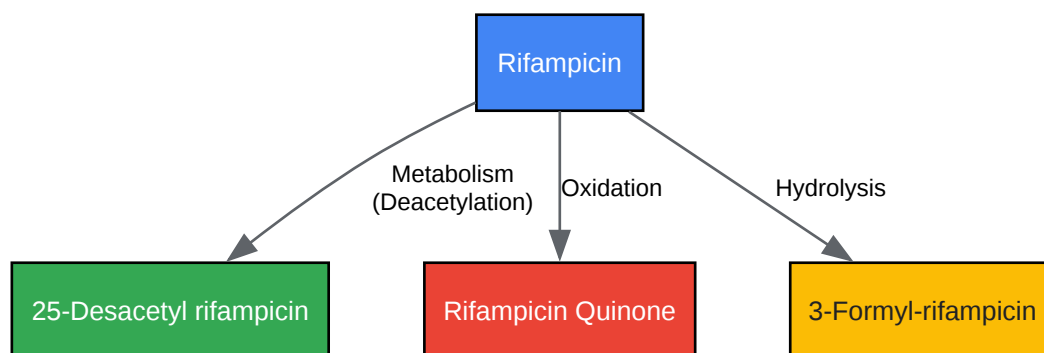 Rifampicin
Metabolism
(Deacetylation)
Oxidation
Hydrolysis
25-Desacetyl rifampicin
Rifampicin Quinone
3-Formyl-rifampicin